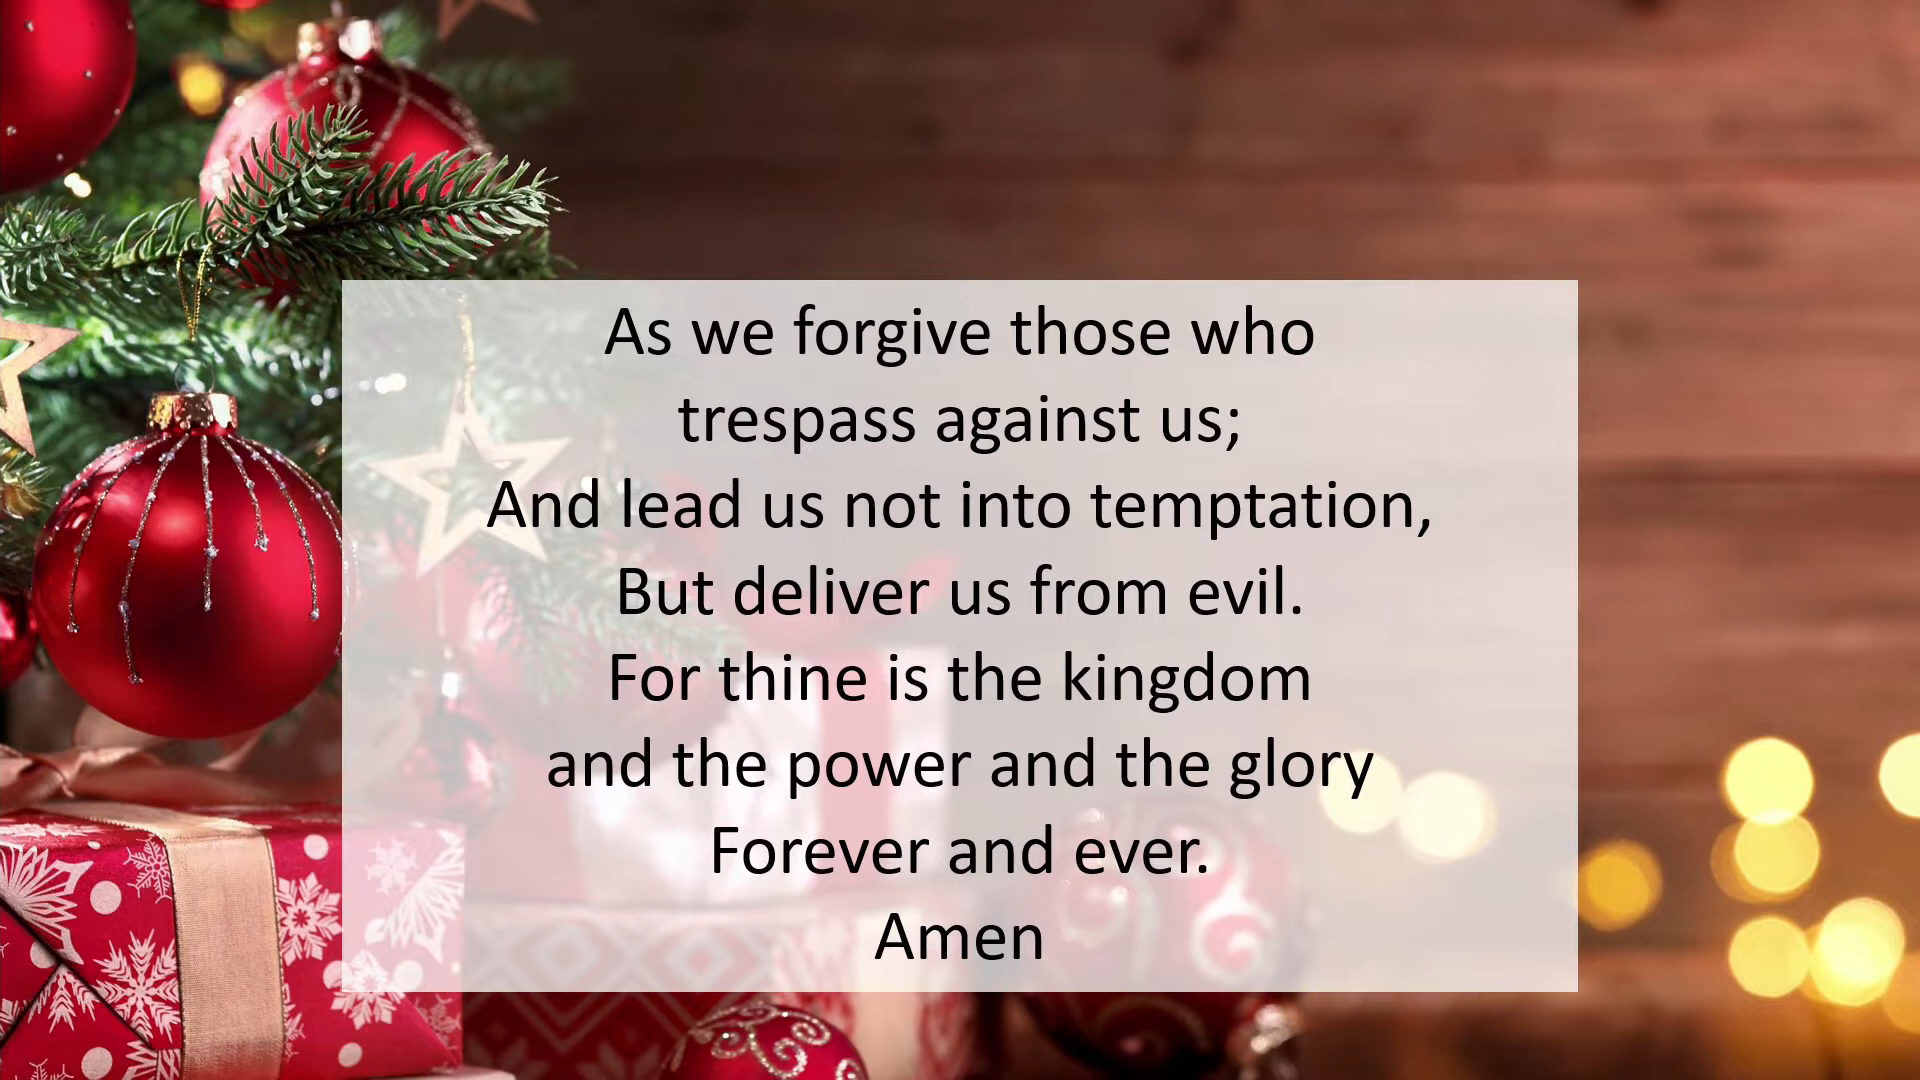 As we forgive those who
trespass against us;
And lead us not into temptation,
But deliver us from evil.
For thine is the kingdom
and the power and the glory
Forever and ever.
Amen